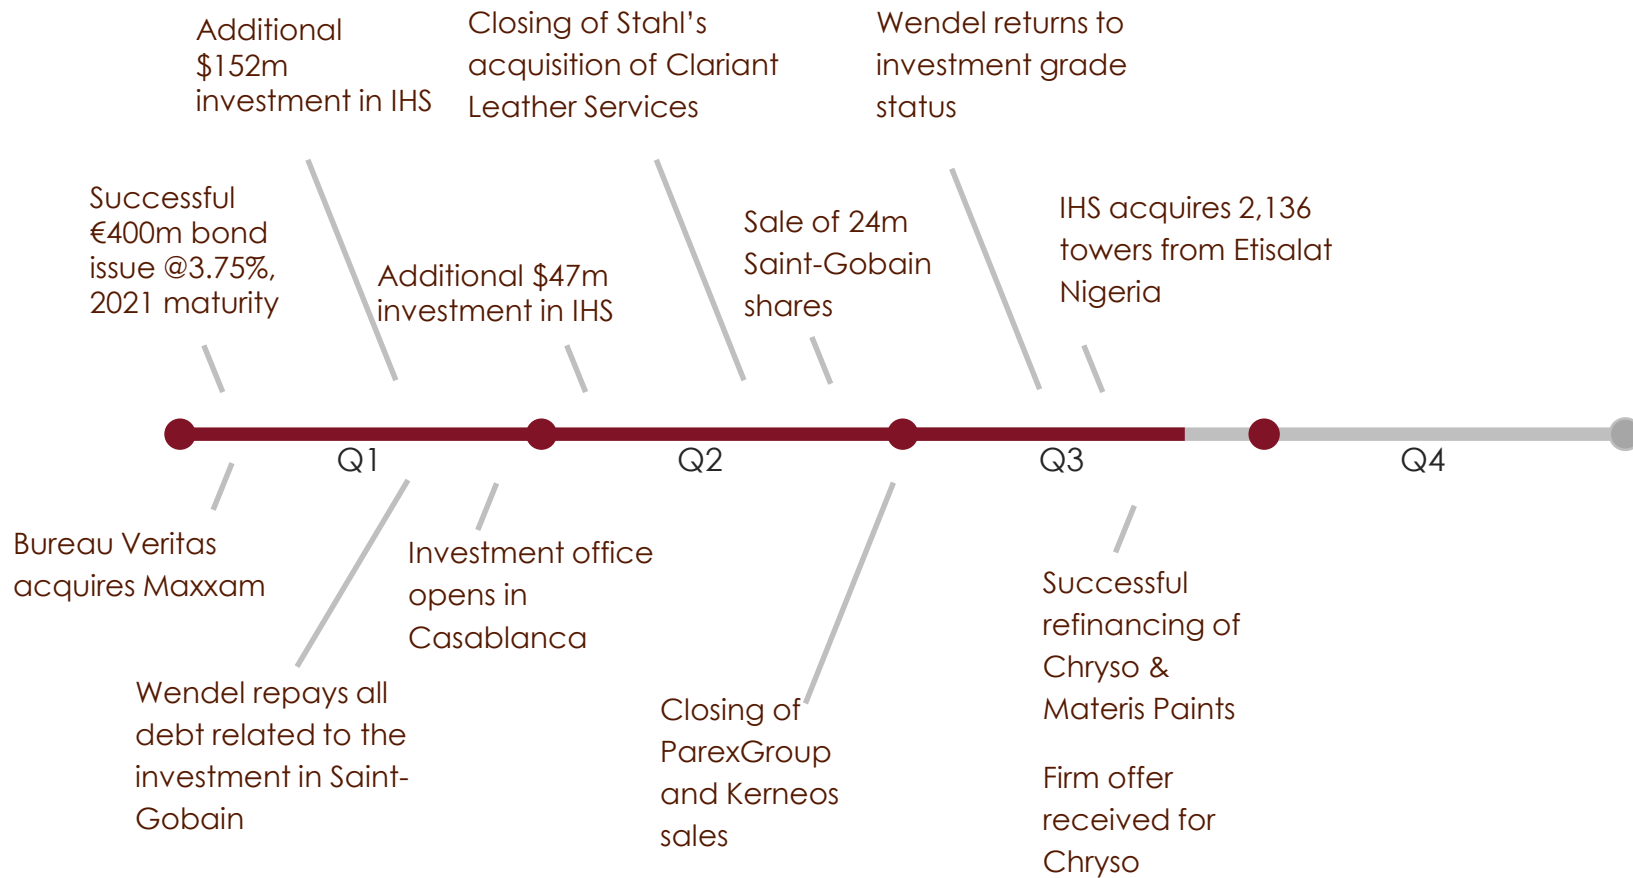 Additional
$152m
investment in IHS
Closing of Stahl’s
acquisition of Clariant
Leather Services
Wendel returns to
investment grade
status
Successful
€400m bond
issue @3.75%,
2021 maturity
Additional $47m
investment in IHS
Sale of 24m
Saint-Gobain
shares
IHS acquires 2,136
towers from Etisalat
Nigeria
Q1
Q2
Q3
Q4
Bureau Veritas
acquires Maxxam
Investment office
opens in
Casablanca
Wendel repays all
debt related to the
investment in Saint-
Gobain
Closing of
ParexGroup
and Kerneos
sales
Successful
refinancing of
Chryso &
Materis Paints
Firm offer
received for
Chryso